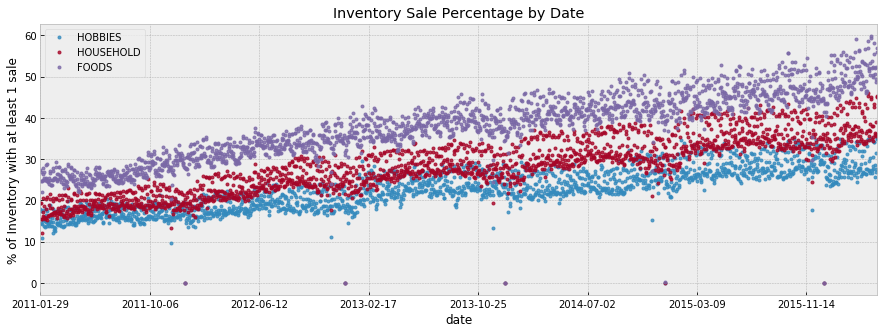 Inventory Sale Percentage by Date
HOBBIES
HOUSEHOLD
FOODS
% of Inventory with at least 1 sale
60
50
40
30
20
10
0
2011-01-29 2011-10-06 2012-06-12 2013-02-17 2013-10-25 2014-07-02 2015-03-09 2015-11-14
date